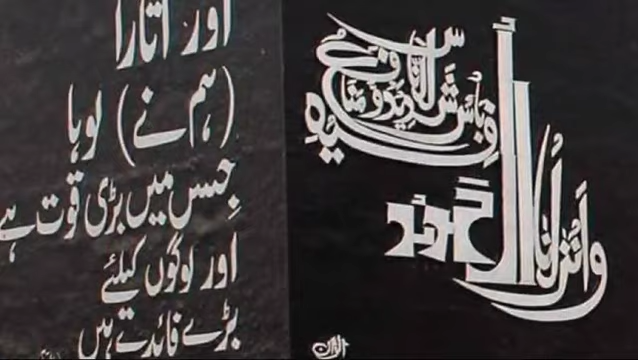 وانزلنا الحديد
فيه بأس شديد ومنافع للناس
القرآن
اور اتارا
(ہم نے) لوہا
جس میں بڑی قوت ہے
اور لوگوں کیلئے
بڑے فائدے ہیں